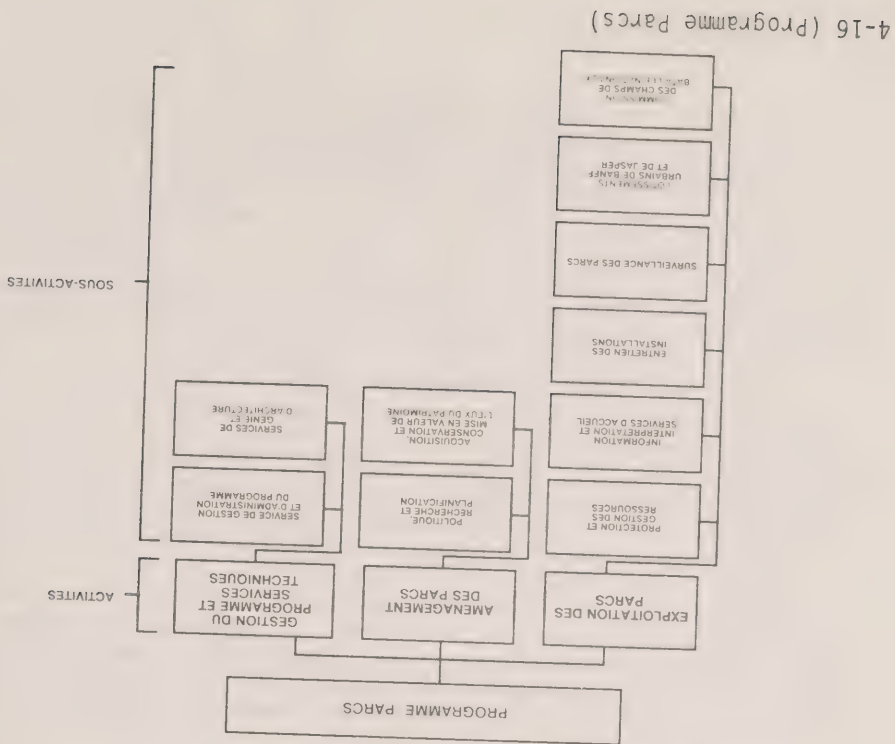 PROGRAMME PARCS
EXPLOITATION DES
PARCS
AMENAGEMENT
DES PARCS
GESTION DU
PROGRAMME ET
SERVICES
TECHNIQUES
ACTIVITES
PROTECTION ET
GESTION DES
RESSOURCES
INFORMATION
INTERPRETATION ET
SERVICES D'ACCUEIL
ENTRETIEN DES
INSTALLATIONS
SURVEILLANCE DES PARCS
URBAINS DE BANFF
ET DE JASPER
DES CHAMPS DE
POLITIQUE,
RECHERCHE ET
PLANIFICATION
ACQUISITION,
CONSERVATION ET
MISE EN VALEUR DE
LIEUX DU PATRIMOINE
SERVICE DE GESTION
ET D'ADMINISTRATION
DU PROGRAMME
SERVICES DE
GENIE ET
D'ARCHITECTURE
SOUS-ACTIVITES
4-16 (Programme Parcs)